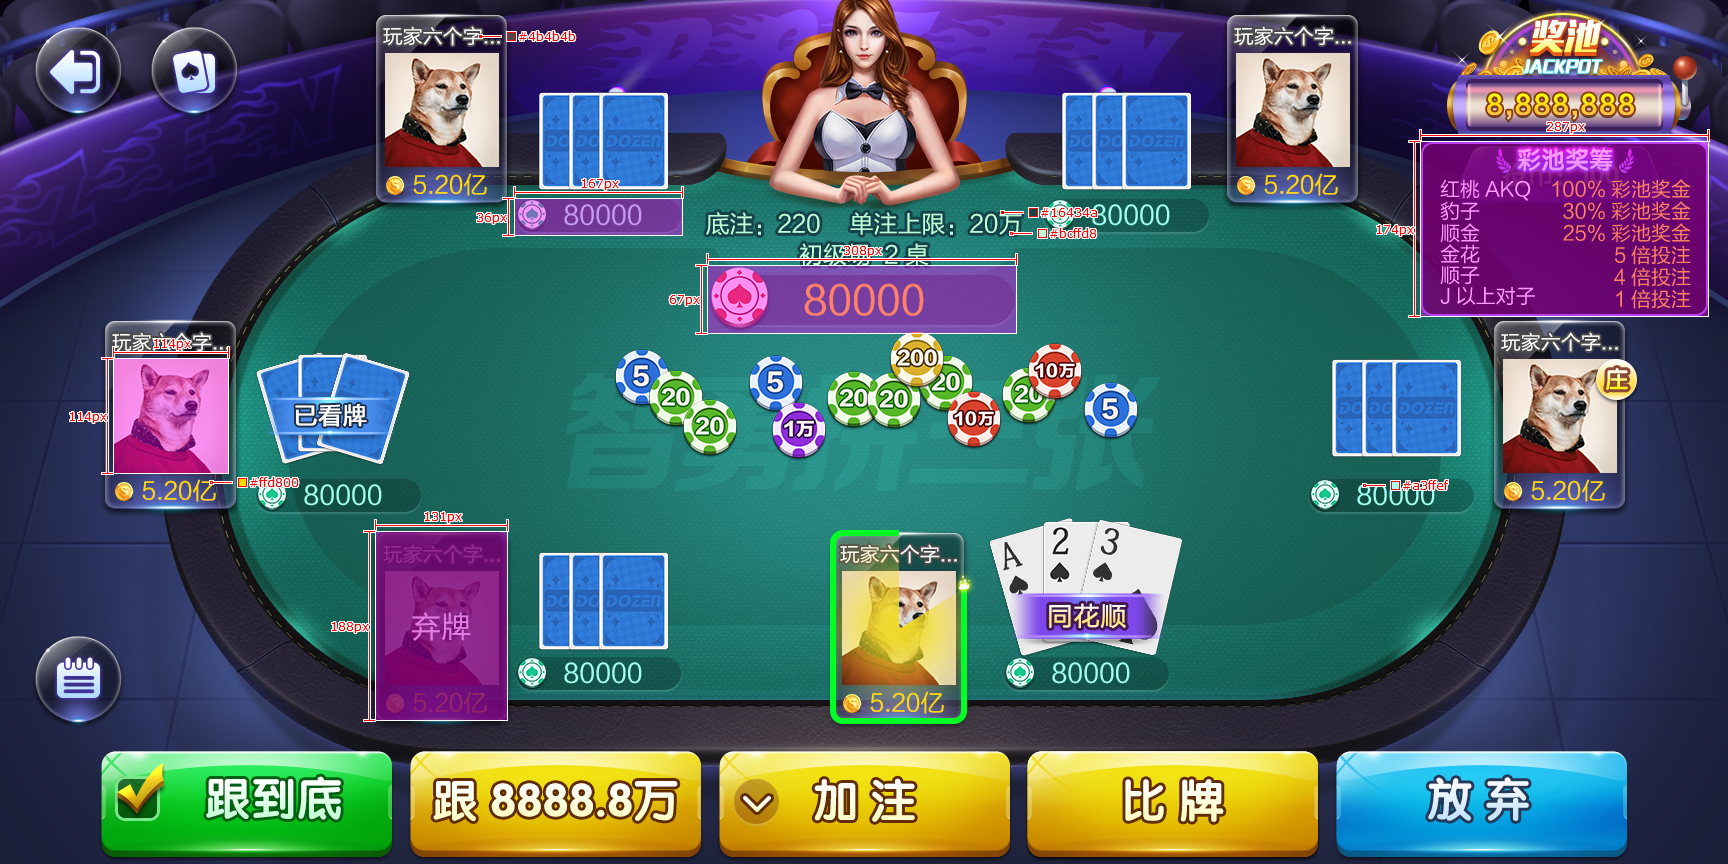 玩家六个字...
#4b4b4b
玩家六个字...
奖池
JACKPOT
8,888,888
287px
DOZEN
DOZEN
5.20亿
167px
5.20亿
彩池奖筹
红桃 AKQ 100% 彩池奖金
豹子 30% 彩池奖金
顺金 25% 彩池奖金
金花 5 倍投注
顺子 4 倍投注
J 以上对子 1 倍投注
174px
36px
80000
底注：220 单注上限：20万
#16434a
#bcffd8
80000
初级场 2 桌
308px
67px
80000
玩家六个字...
114px
114px
已看牌
5.20亿
#ffd800
80000
5
20
20
5
1万
20
20
200
20
10万
20
10万
5
DOZEN
玩家六个字...
庄
5.20亿
#a3ffef
80000
131px
188px
玩家六个字...
弃牌
5.20亿
DOZEN
80000
玩家六个字...
5.20亿
A 2 3
同花顺
80000
跟到底
跟 8888.8万
加 注
比 牌
放 弃